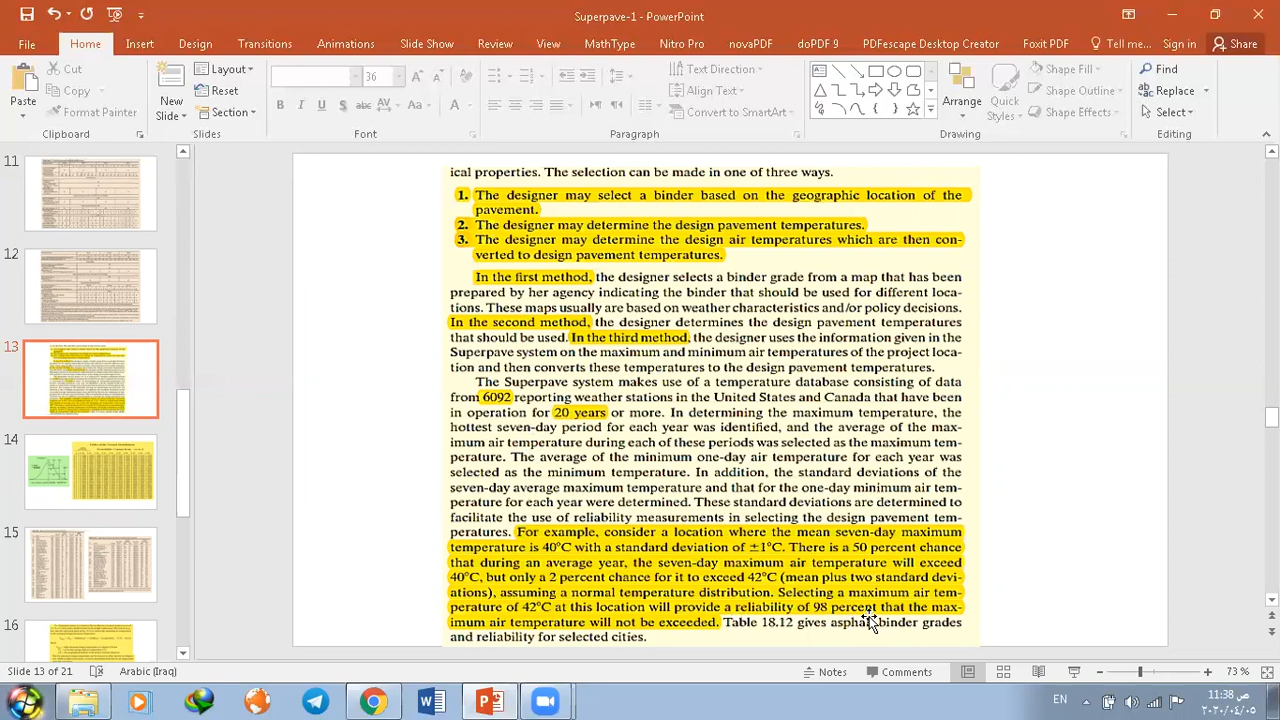 Superpave-1 - PowerPoint
File Home Insert Design Transitions Animations Slide Show Review View MathType Nitro Pro novaPDF doPDF 9 PDFescape Desktop Creator Foxit PDF Tell me... Sign in Share
Paste
Cut
Copy
Format Painter
Clipboard
New Slide
Layout
Reset
Section
Slides
36
B I U S abc AV Aa A
Font
Text Direction
Align Text
Convert to SmartArt
Paragraph
Arrange
Quick Styles
Shape Fill
Shape Outline
Shape Effects
Drawing
Find
Replace
Select
Editing
11
12
13
14
15
16
ical properties. The selection can be made in one of three ways.
1. The designer may select a binder based on the geographic location of the
pavement.
2. The designer may determine the design pavement temperatures.
3. The designer may determine the design air temperatures which are then con-
verted to design pavement temperatures.
In the first method, the designer selects a binder grade from a map that has been
prepared by her agency indicating the binder that should be used for different loca-
tions. These maps usually are based on weather characteristics and/or policy decisions.
In the second method, the designer determines the design pavement temperatures
that should be used. In the third method, the designer uses the information given in the
Superpave system on the maximum and minimum air temperatures of the project loca-
tion and then converts these temperatures to the design pavement temperatures.
The Superpave system makes use of a temperature database consisting of data
from 6092 reporting weather stations in the United States and Canada that have been
in operation for 20 years or more. In determining the maximum temperature, the
hottest seven-day period for each year was identified, and the average of the max-
imum air temperature during each of these periods was selected as the maximum tem-
perature. The average of the minimum one-day air temperature for each year was
selected as the minimum temperature. In addition, the standard deviations of the
seven-day average maximum temperature and that for the one-day minimum air tem-
perature for each year were determined. These standard deviations are determined to
facilitate the use of reliability measurements in selecting the design pavement tem-
peratures. For example, consider a location where the mean seven-day maximum
temperature is 40°C with a standard deviation of ±1°C. There is a 50 percent chance
that during an average year, the seven-day maximum air temperature will exceed
40°C, but only a 2 percent chance for it to exceed 42°C (mean plus two standard devi-
ations), assuming a normal temperature distribution. Selecting a maximum air tem-
perature of 42°C at this location will provide a reliability of 98 percent that the max-
imum air temperature will not be exceeded. Table 18.12 gives asphalt binder grades
and reliability for selected cities.
Slide 13 of 21 Arabic (Iraq) Notes Comments 73 %
EN 11:38 ص
٢٠٢٠/٠٤/٠٥